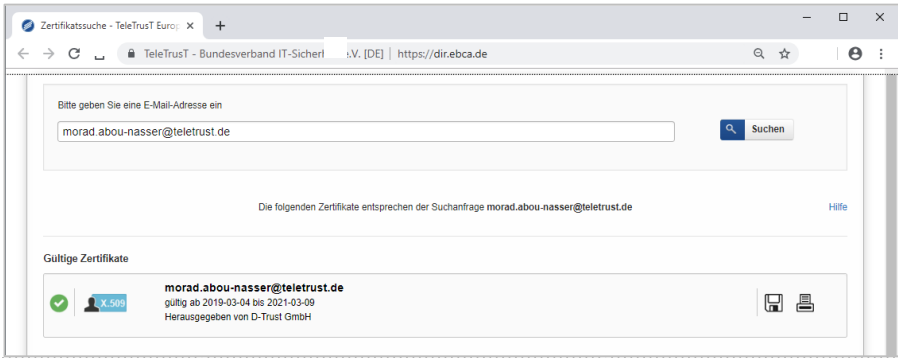 Zertifikatssuche - TeleTrusT Europ
TeleTrusT - Bundesverband IT-Sicherh e.V. [DE] | https://dir.ebca.de
Bitte geben Sie eine E-Mail-Adresse ein
morad.abou-nasser@teletrust.de
Suchen
Die folgenden Zertifikate entsprechen der Suchanfrage morad.abou-nasser@teletrust.de
Hilfe
Gültige Zertifikate
X.509
morad.abou-nasser@teletrust.de
gültig ab 2019-03-04 bis 2021-03-09
Herausgegeben von D-Trust GmbH